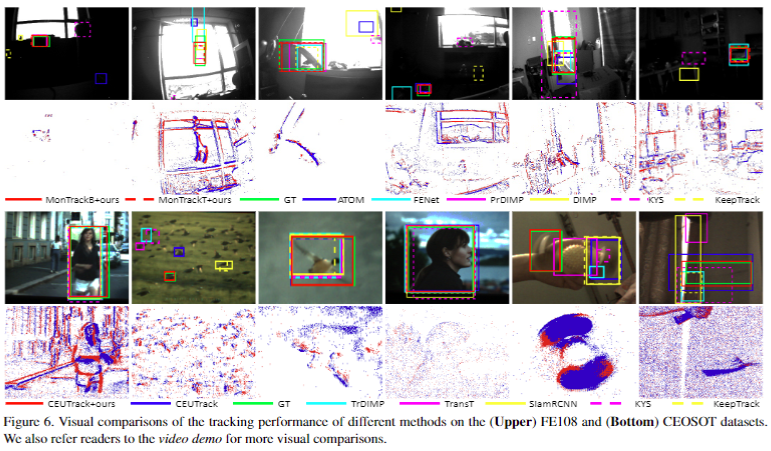 MonTrackB+ours MonTrackT+ours GT ATOM FENet PrDIMP DIMP KYS KeepTrack
CEUTrack+ours CEUTrack GT TrDIMP TransT SiamRCNN KYS KeepTrack
Figure 6. Visual comparisons of the tracking performance of different methods on the (Upper) FE108 and (Bottom) CEOSOT datasets.
We also refer readers to the video demo for more visual comparisons.